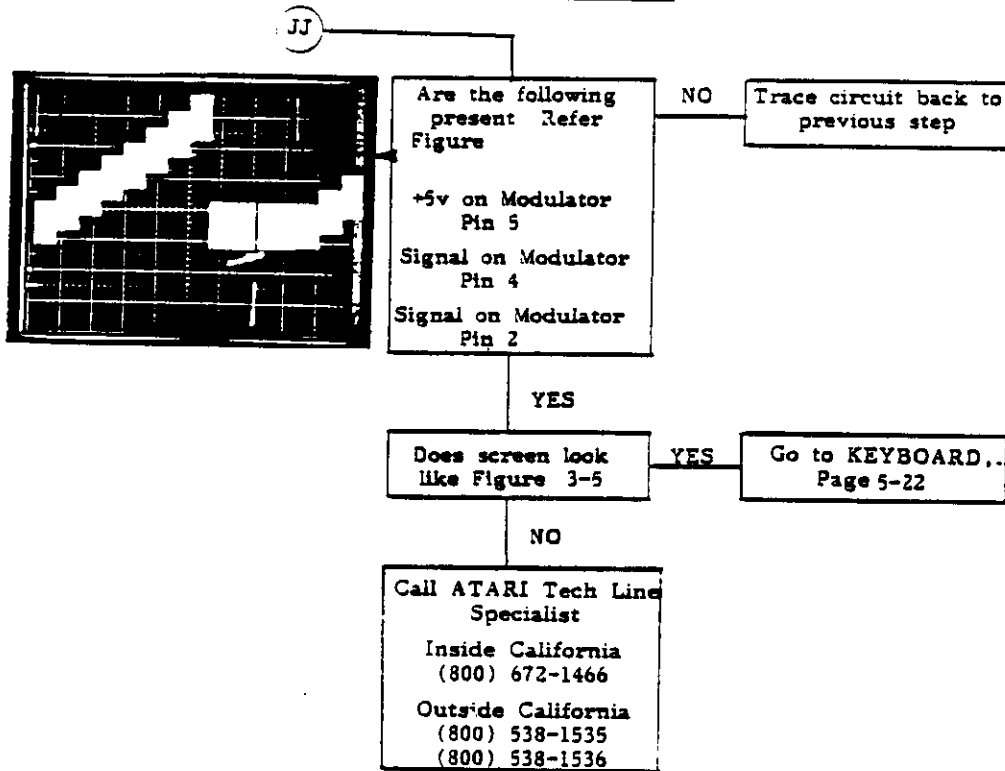 JJ
Are the following
present Refer
Figure
+5v on Modulator
Pin 5
Signal on Modulator
Pin 4
Signal on Modulator
Pin 2
NO
Trace circuit back to
previous step
YES
Does screen look
like Figure 3-5
YES
Go to KEYBOARD,.
Page 5-22
NO
Call ATARI Tech Line
Specialist
Inside California
(800) 672-1466
Outside California
(800) 538-1535
(800) 538-1536